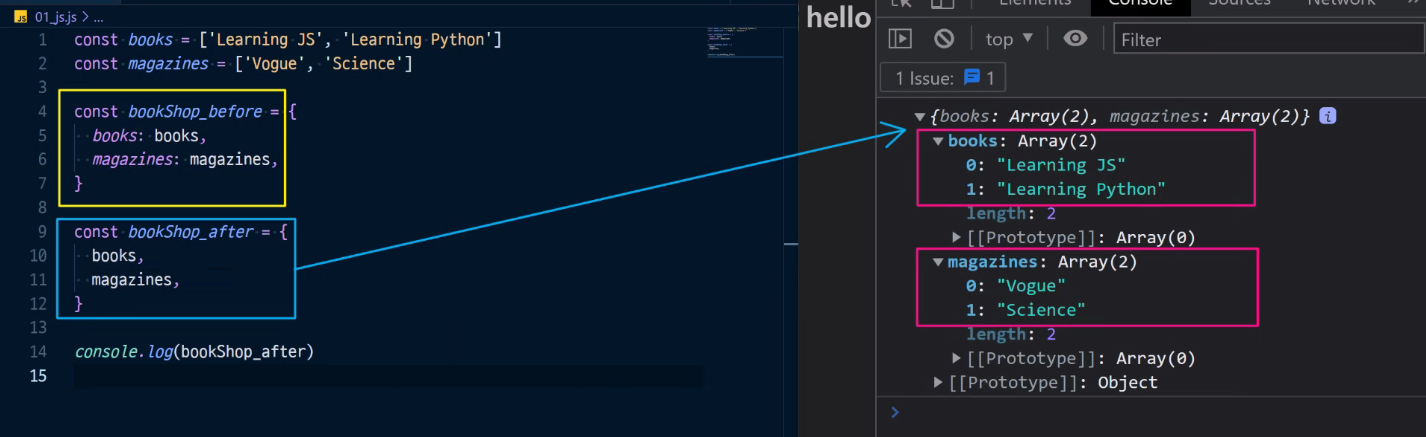 JS 01_js.js > ...
1 const books = ['Learning JS', 'Learning Python']
2 const magazines = ['Vogue', 'Science']
3
4 const bookShop_before = {
5 books: books,
6 magazines: magazines,
7 }
8
9 const bookShop_after = {
10 books,
11 magazines,
12 }
13
14 console.log(bookShop_after)
15
hello
Elements Console Sources Network
top ▼ Filter
1 Issue: 1
▼{books: Array(2), magazines: Array(2)} i
▼books: Array(2)
0: "Learning JS"
1: "Learning Python"
length: 2
▶[[Prototype]]: Array(0)
▼magazines: Array(2)
0: "Vogue"
1: "Science"
length: 2
▶[[Prototype]]: Array(0)
▶[[Prototype]]: Object
>